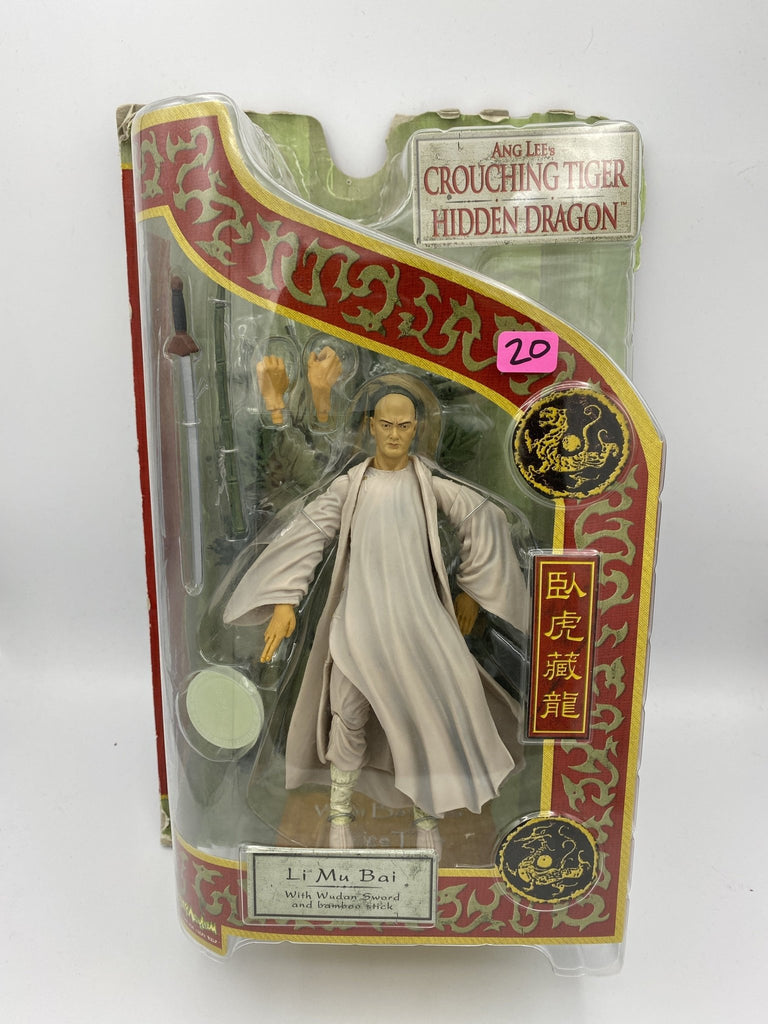 ANG LEE's
CROUCHING TIGER
HIDDEN DRAGON™
20
臥虎藏龍
Li Mu Bai
With Wudan Sword
and bamboo stick